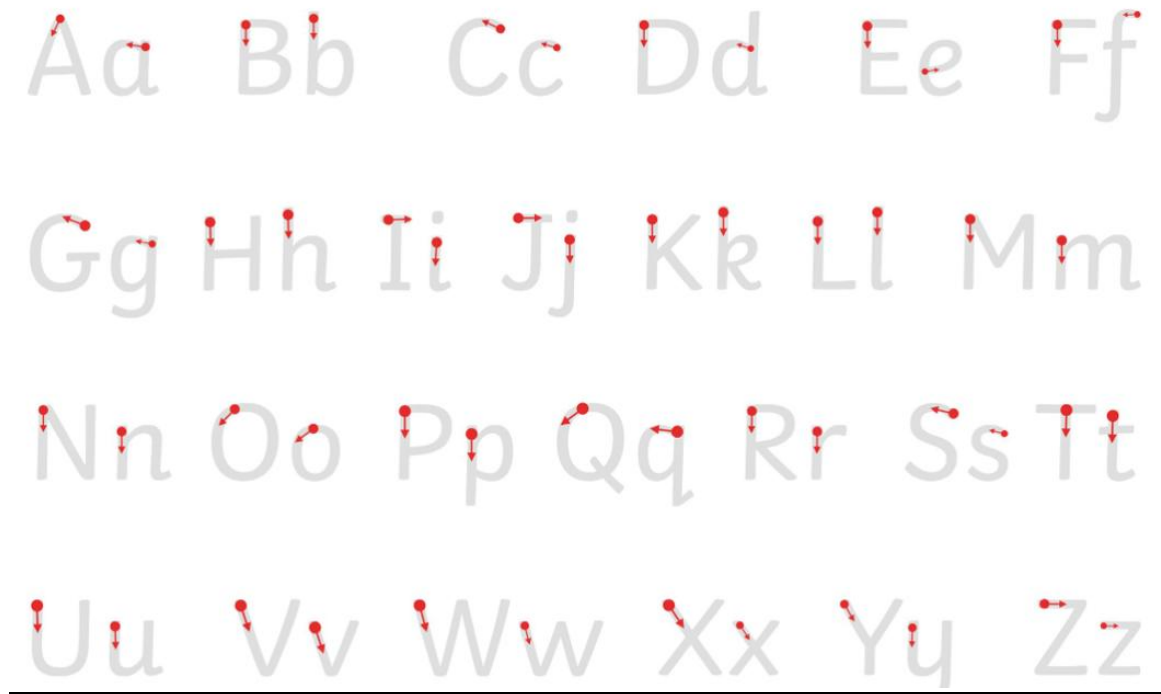 Aa Bb Cc Dd Ee Ff
Gg Hh Ii Jj Kk Ll Mm
Nn Oo Pp Qq Rr Ss Tt
Uu Vv Ww Xx Yy Zz